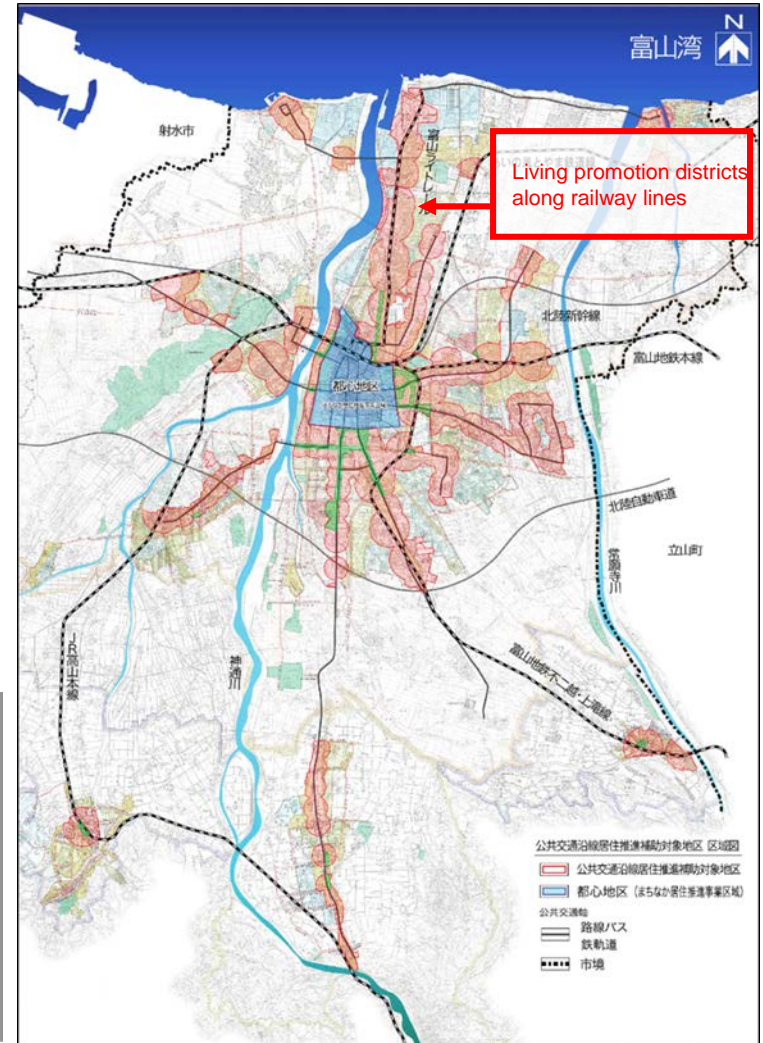 N
富山湾
射水市
富山ライトレール
Living promotion districts
along railway lines
北陸新幹線
富山地鉄本線
都心地区
北陸自動車道
立山町
常願寺川
JR高山本線
神通川
富山地鉄不二越・上滝線
公共交通沿線居住推進補助対象地区 区域図
公共交通沿線居住推進補助対象地区
都心地区（まちなか居住推進事業区域）
公共交通軸
路線バス
鉄軌道
市境